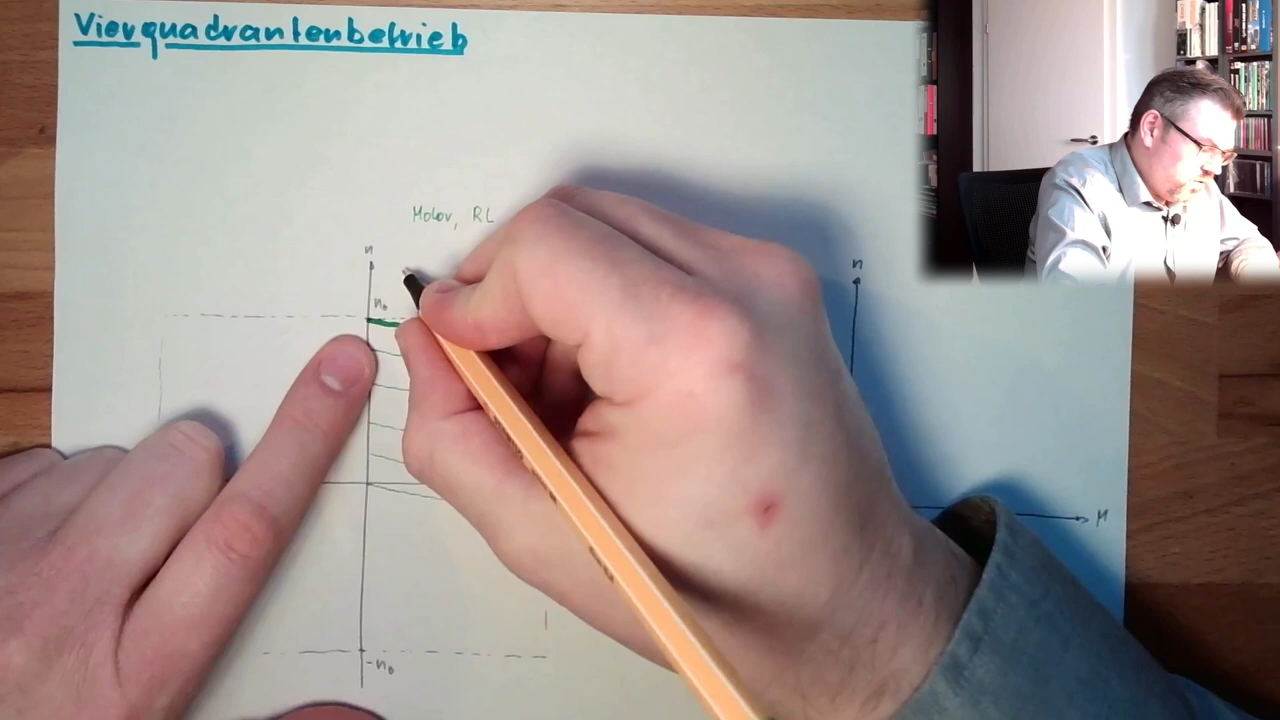 Vierquadrantenbetrieb
Motor, RL
n
n₀
n
M
-n₀